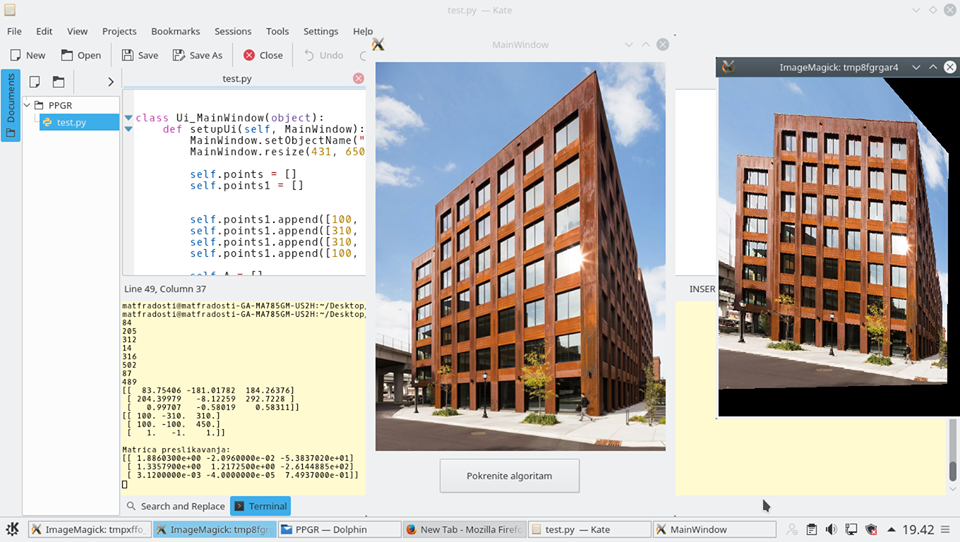 test.py — Kate
File Edit View Projects Bookmarks Sessions Tools Settings Help
New Open Save Save As Close Undo
MainWindow
ImageMagick: tmp8fgrgar4
Documents
PPGR
test.py
test.py
class Ui_MainWindow(object):
def setupUi(self, MainWindow):
MainWindow.setObjectName("
MainWindow.resize(431, 650
self.points = []
self.points1 = []
self.points1.append([100,
self.points1.append([310,
self.points1.append([310,
self.points1.append([100,
self.A = []
Line 49, Column 37
INSER
matfradosti@matfradosti-GA-MA785GM-US2H:~/Desktop/
matfradosti@matfradosti-GA-MA785GM-US2H:~/Desktop/
84
205
312
14
316
502
87
489
[[ 83.75406 -181.01782 184.26376]
[ 204.39979 -8.12259 292.7228 ]
[ 0.99707 -0.58019 0.58311]]
[[ 100. -310. 310.]
[ 100. -100. 450.]
[ 1. -1. 1.]]
Matrica preslikavanja:
[[ 1.8860300e+00 -2.0960000e-02 -5.3837020e+01]
[ 1.3357900e+00 1.2172500e+00 -2.6144885e+02]
[ 3.1200000e-03 -4.0000000e-05 7.4937000e-01]]
Pokrenite algoritam
Search and Replace Terminal
ImageMagick: tmpxffo
ImageMagick: tmp8fgr
PPGR — Dolphin
New Tab - Mozilla Firefo
test.py — Kate
MainWindow
19.42